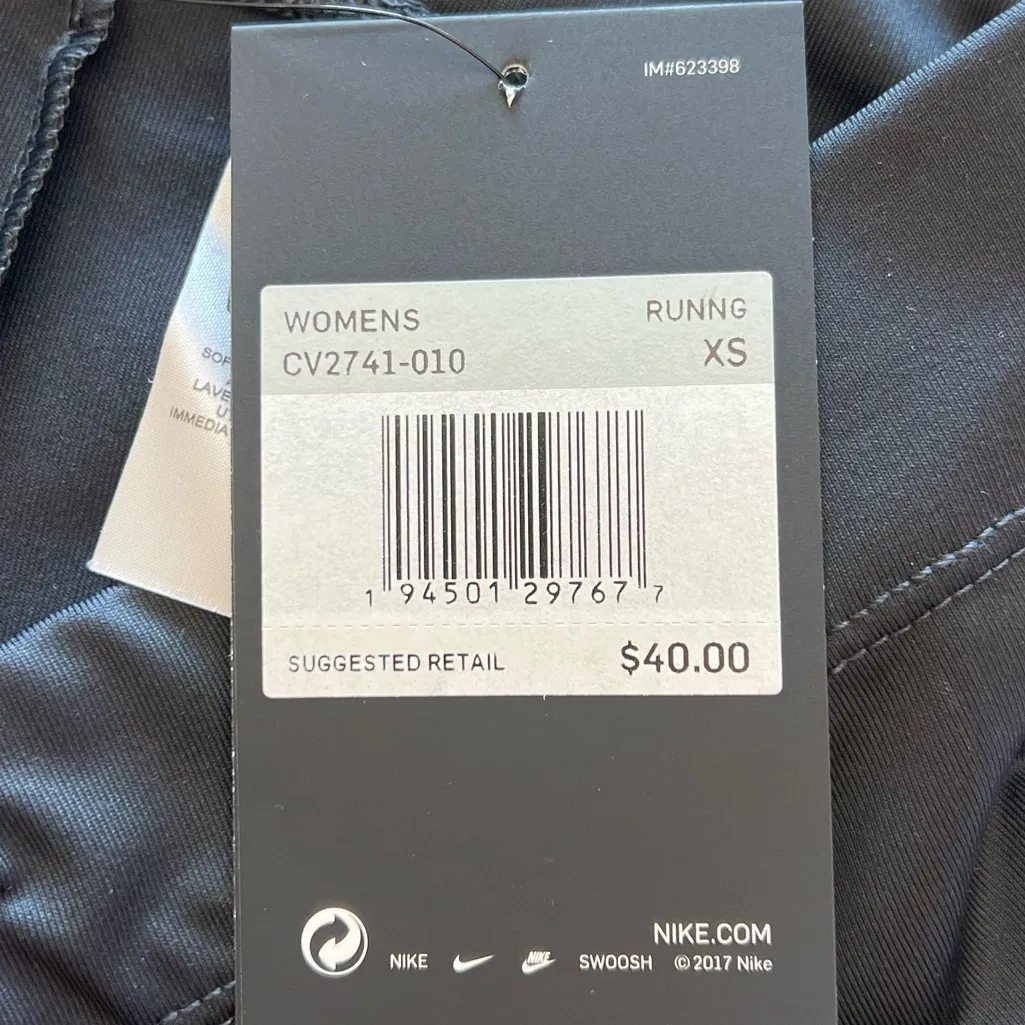 IM#623398
WOMENS RUNNG
CV2741-010 XS
1 94501 29767 7
SUGGESTED RETAIL $40.00
NIKE.COM
NIKE NIKE SWOOSH © 2017 Nike